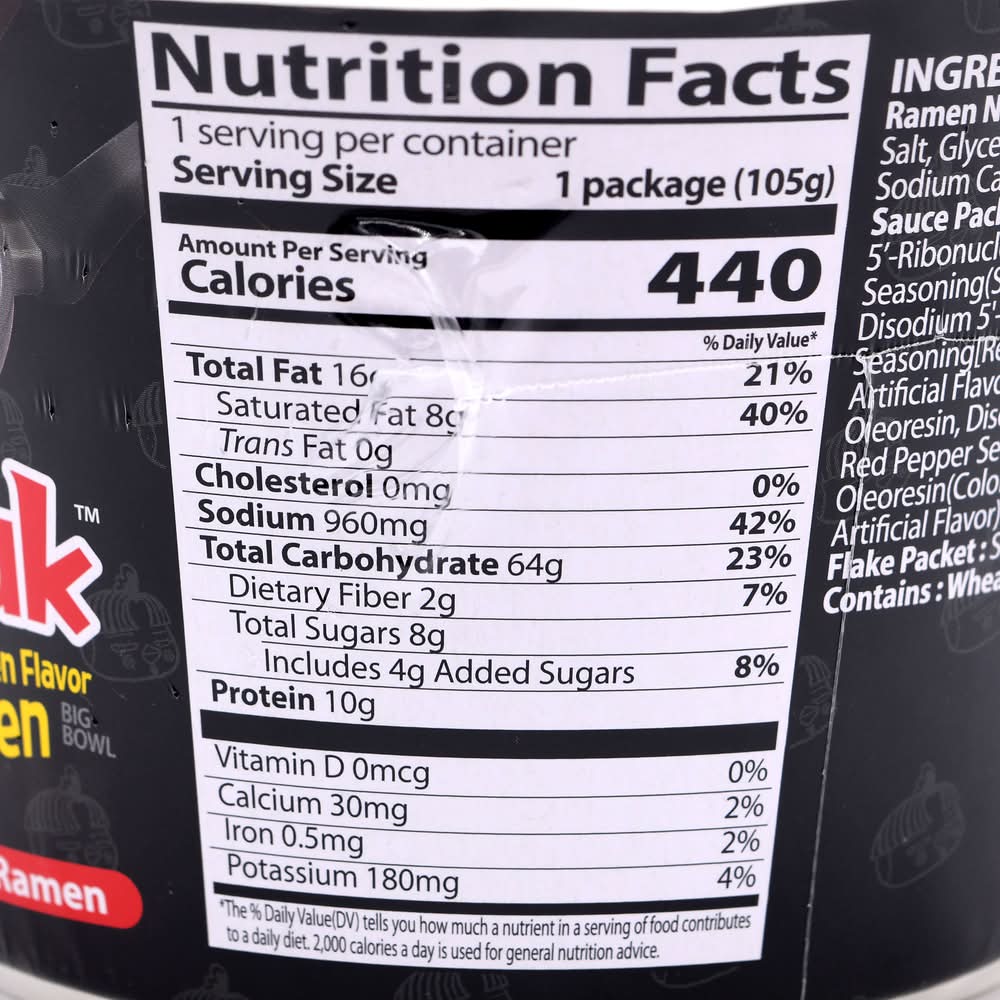 Nutrition Facts
1 serving per container
Serving Size 1 package (105g)
Amount Per Serving
Calories 440
% Daily Value*
Total Fat 16g 21%
Saturated Fat 8g 40%
Trans Fat 0g
Cholesterol 0mg 0%
Sodium 960mg 42%
Total Carbohydrate 64g 23%
Dietary Fiber 2g 7%
Total Sugars 8g
Includes 4g Added Sugars 8%
Protein 10g
Vitamin D 0mcg 0%
Calcium 30mg 2%
Iron 0.5mg 2%
Potassium 180mg 4%
*The % Daily Value(DV) tells you how much a nutrient in a serving of food contributes
to a daily diet. 2,000 calories a day is used for general nutrition advice.
INGRE
Ramen N
Salt, Glyce
Sodium Ca
Sauce Pac
5'-Ribonucl
Seasoning(S
Disodium 5'-
Seasoning[Re
Artificial Flavo
Oleoresin, Diso
Red Pepper Se
Oleoresin(Colo
Artificial Flavor)
Flake Packet : S
Contains : Whea
k TM
n Flavor
en BIG
BOWL
Ramen